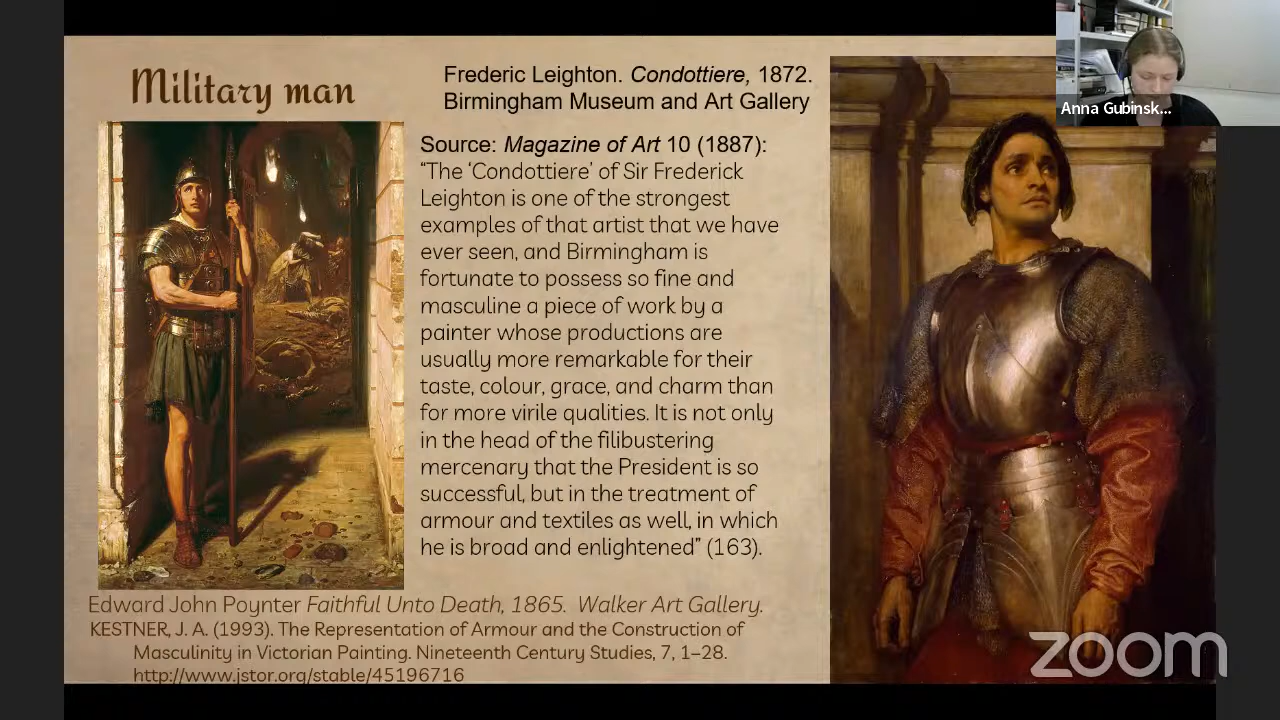 Military man
Frederic Leighton. Condottiere, 1872.
Birmingham Museum and Art Gallery
Source: Magazine of Art 10 (1887):
“The ‘Condottiere’ of Sir Frederick
Leighton is one of the strongest
examples of that artist that we have
ever seen, and Birmingham is
fortunate to possess so fine and
masculine a piece of work by a
painter whose productions are
usually more remarkable for their
taste, colour, grace, and charm than
for more virile qualities. It is not only
in the head of the filibustering
mercenary that the President is so
successful, but in the treatment of
armour and textiles as well, in which
he is broad and enlightened” (163).
Edward John Poynter Faithful Unto Death, 1865. Walker Art Gallery.
KESTNER, J. A. (1993). The Representation of Armour and the Construction of
Masculinity in Victorian Painting. Nineteenth Century Studies, 7, 1–28.
http://www.jstor.org/stable/45196716
Anna Gubinsk...
zoom